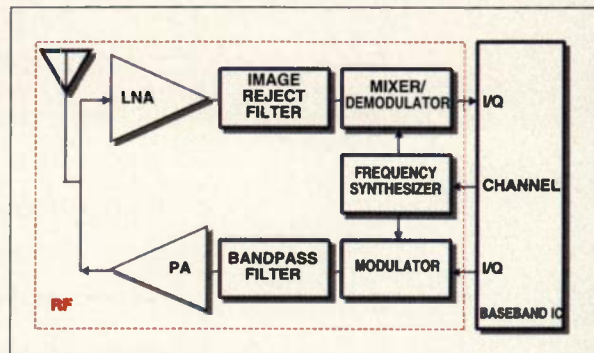 LNA
IMAGE
REJECT
FILTER
MIXER/
DEMODULATOR
I/Q
FREQUENCY
SYNTHESIZER
CHANNEL
PA
BANDPASS
FILTER
MODULATOR
I/Q
RF
BASEBAND IC